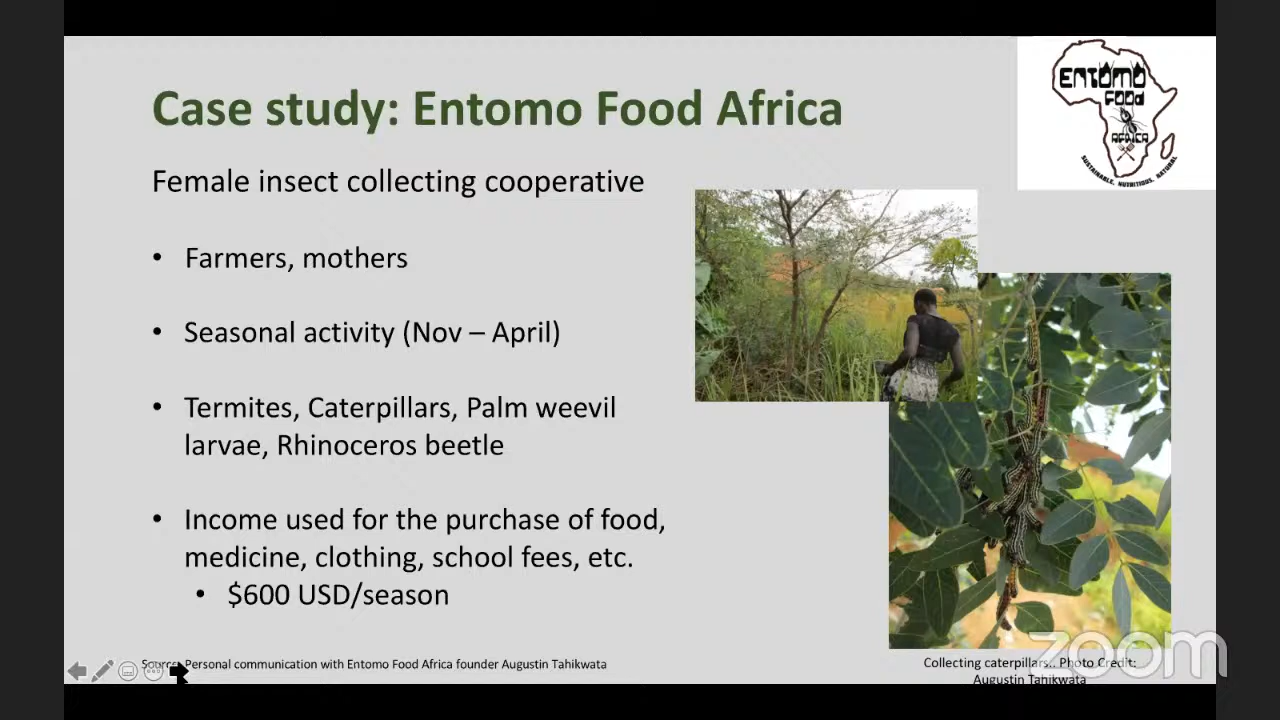 Case study: Entomo Food Africa
ENTOMO
FOOD
AFRICA
SUSTAINABLE, NUTRITIOUS, NATURAL
Female insect collecting cooperative
• Farmers, mothers
• Seasonal activity (Nov – April)
• Termites, Caterpillars, Palm weevil
larvae, Rhinoceros beetle
• Income used for the purchase of food,
medicine, clothing, school fees, etc.
• $600 USD/season
Source: Personal communication with Entomo Food Africa founder Augustin Tahikwata
Collecting caterpillars.. Photo Credit:
Augustin Tahikwata
zoom